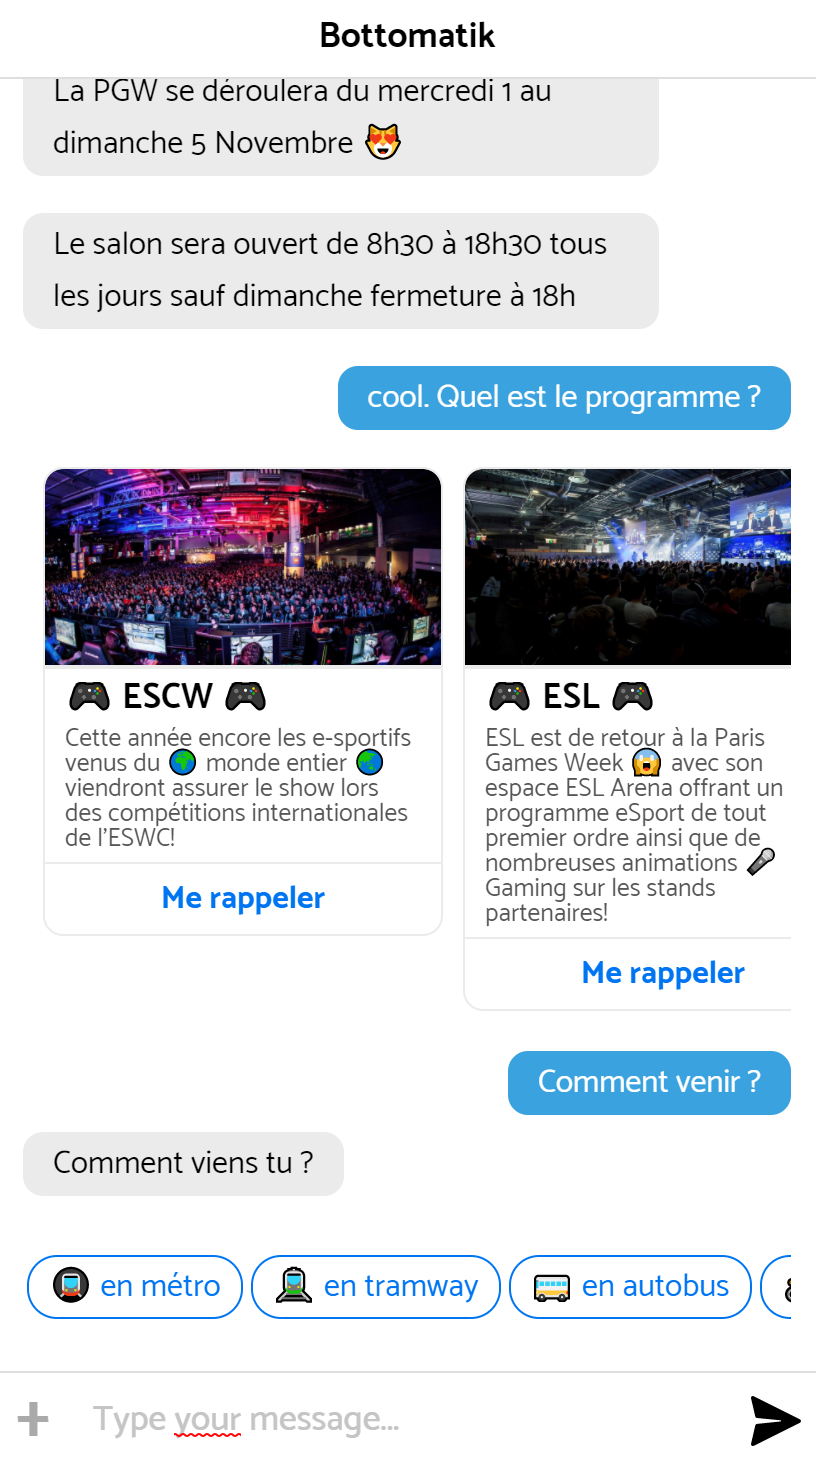 Bottomatik
La PGW se déroulera du mercredi 1 au
dimanche 5 Novembre 😻
Le salon sera ouvert de 8h30 à 18h30 tous
les jours sauf dimanche fermeture à 18h
cool. Quel est le programme ?
🎮 ESCW 🎮
Cette année encore les e-sportifs
venus du 🌍 monde entier 🌏
viendront assurer le show lors
des compétitions internationales
de l'ESWC!
Me rappeler
🎮 ESL 🎮
ESL est de retour à la Paris
Games Week 😱 avec son
espace ESL Arena offrant un
programme eSport de tout
premier ordre ainsi que de
nombreuses animations 🎤
Gaming sur les stands
partenaires!
Me rappeler
Comment venir ?
Comment viens tu ?
🚇 en métro
🚊 en tramway
🚌 en autobus
Type your message...